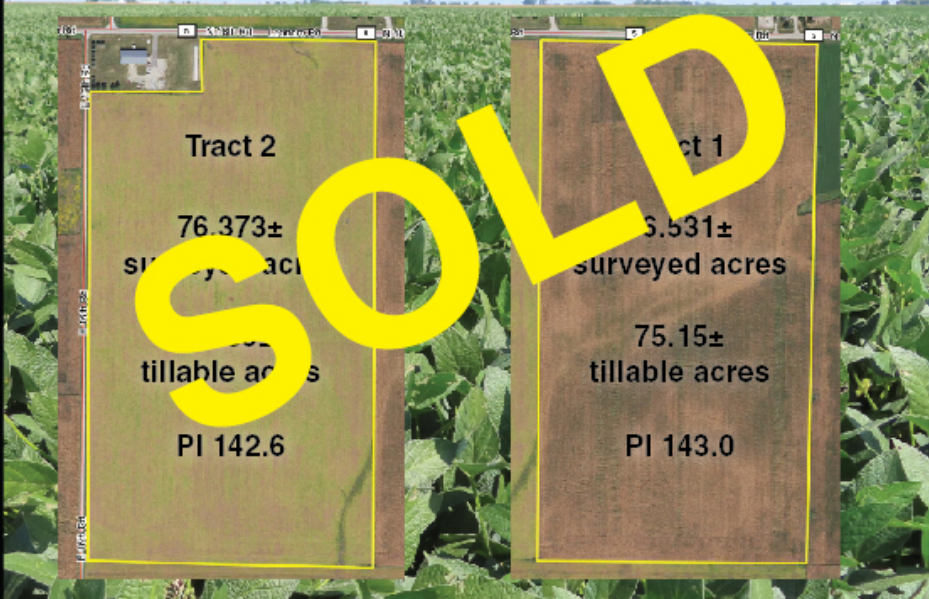 Tract 2
76.373±
surveyed acres
tillable acres
PI 142.6
SOLD
ct 1
6.531±
surveyed acres
75.15±
tillable acres
PI 143.0